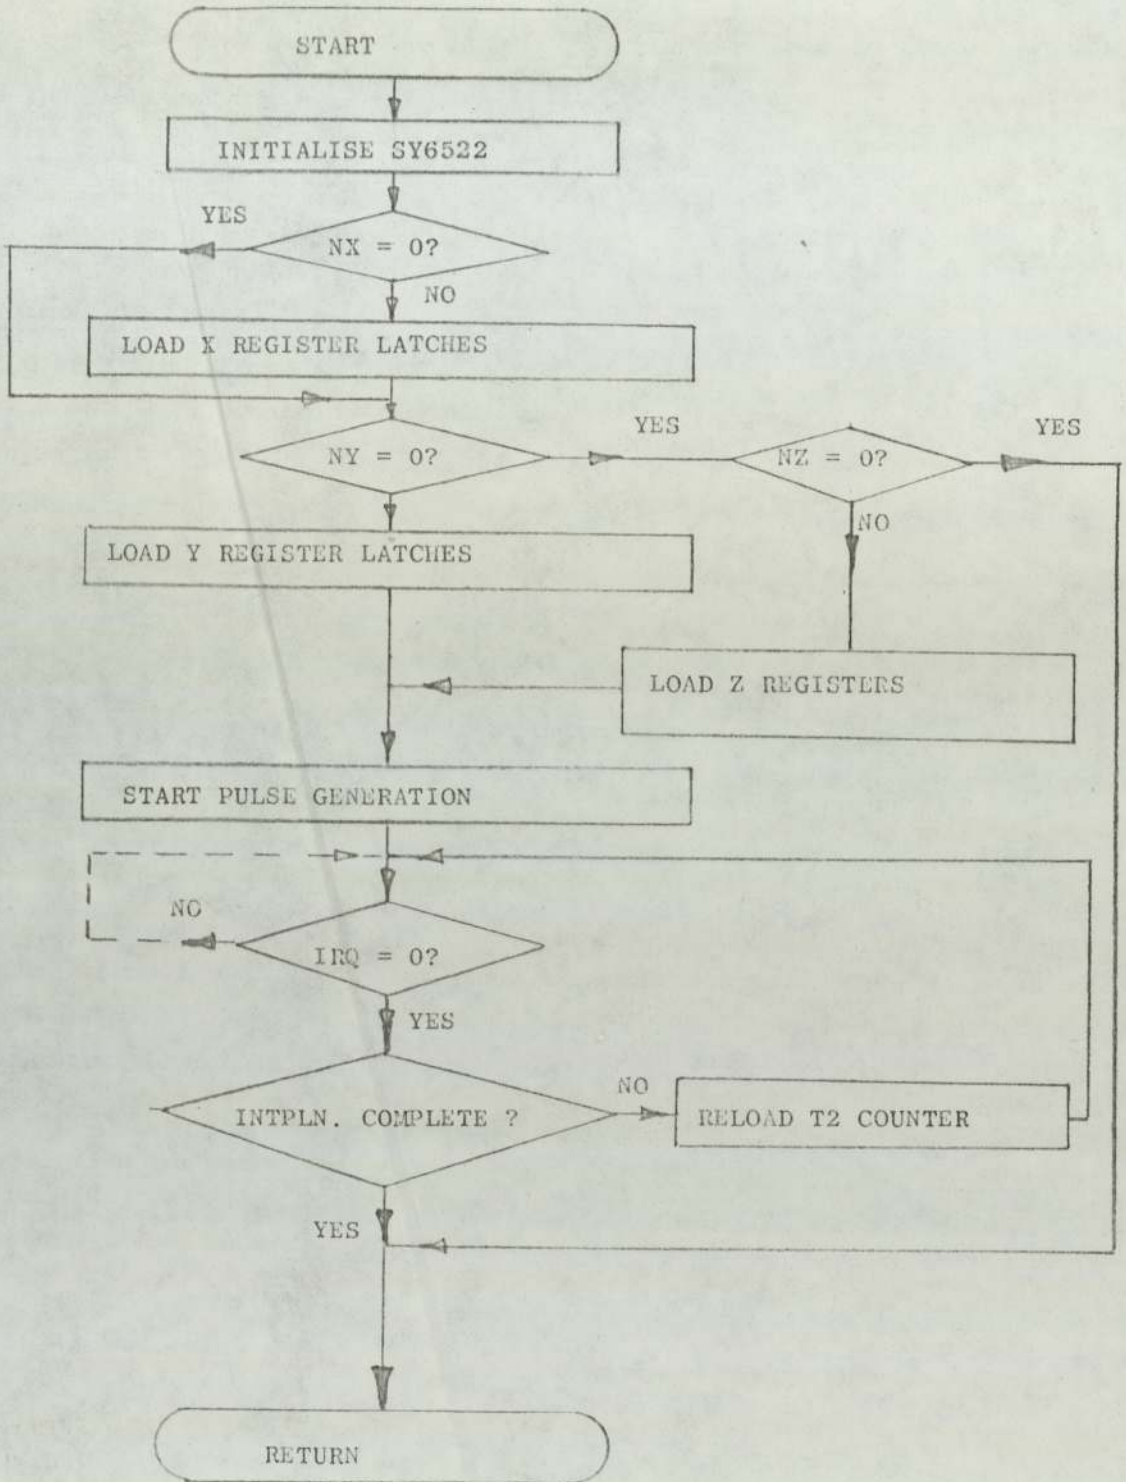 START
INITIALISE SY6522
YES
NX = 0?
NO
LOAD X REGISTER LATCHES
YES
YES
NY = 0?
NZ = 0?
NO
LOAD Y REGISTER LATCHES
LOAD Z REGISTERS
START PULSE GENERATION
NO
IRQ = 0?
YES
INTPLN. COMPLETE ?
NO
RELOAD T2 COUNTER
YES
RETURN